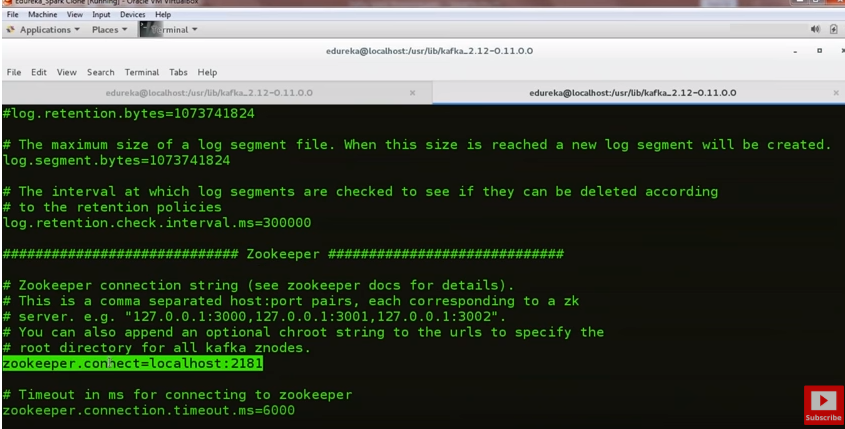 Edureka_Spark Clone [Running] - Oracle VM VirtualBox
File Machine View Input Devices Help
Applications Places Terminal
edureka@localhost:/usr/lib/kafka_2.12-0.11.0.0
File Edit View Search Terminal Tabs Help
edureka@localhost:/usr/lib/kafka_2.12-0.11.0.0 × edureka@localhost:/usr/lib/kafka_2.12-0.11.0.0 ×
#log.retention.bytes=1073741824
# The maximum size of a log segment file. When this size is reached a new log segment will be created.
log.segment.bytes=1073741824
# The interval at which log segments are checked to see if they can be deleted according
# to the retention policies
log.retention.check.interval.ms=300000
############################# Zookeeper #############################
# Zookeeper connection string (see zookeeper docs for details).
# This is a comma separated host:port pairs, each corresponding to a zk
# server. e.g. "127.0.0.1:3000,127.0.0.1:3001,127.0.0.1:3002".
# You can also append an optional chroot string to the urls to specify the
# root directory for all kafka znodes.
zookeeper.connect=localhost:2181
# Timeout in ms for connecting to zookeeper
zookeeper.connection.timeout.ms=6000
Subscribe